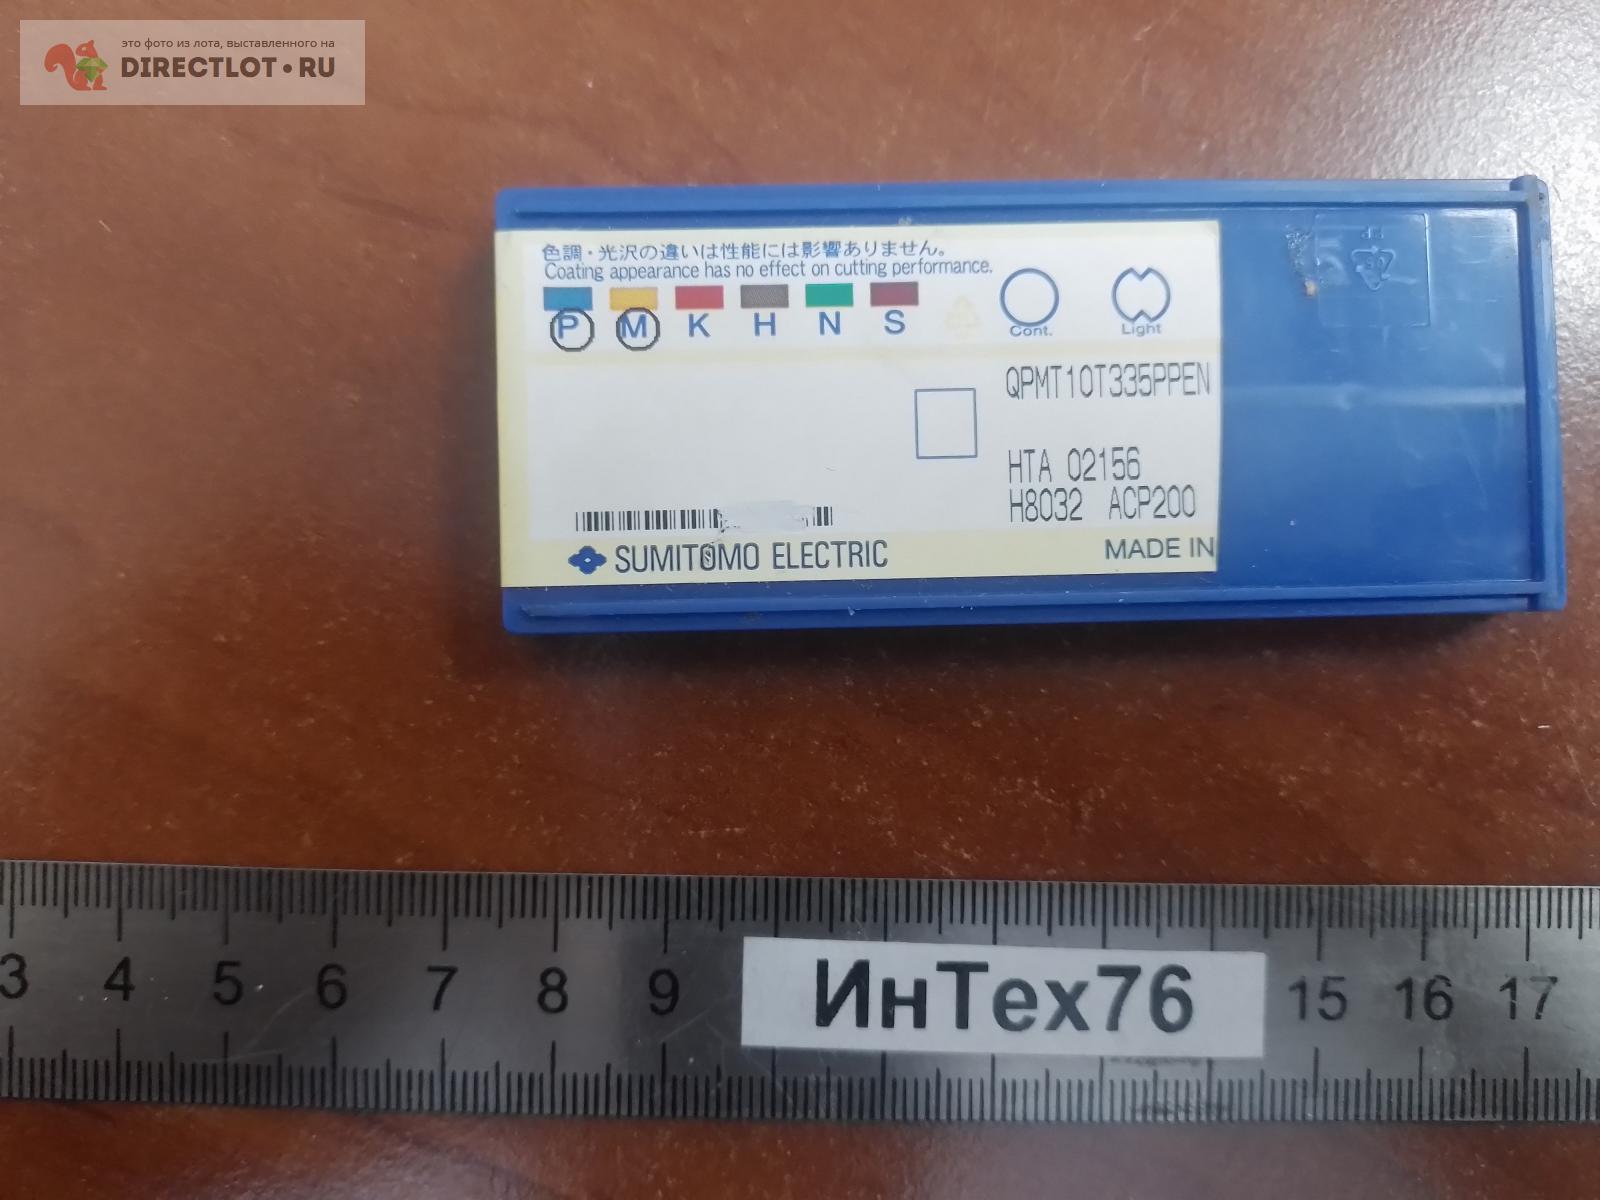 это фото из лота, выставленного на
DIRECTLOT•RU
色調・光沢の違いは性能には影響ありません。
Coating appearance has no effect on cutting performance.
P M K H N S
Cont. Light
QPMT10T335PPEN
HTA 02156
H8032 ACP200
SUMITOMO ELECTRIC
MADE IN
3 4 5 6 7 8 9 15 16 17
ИнТех76